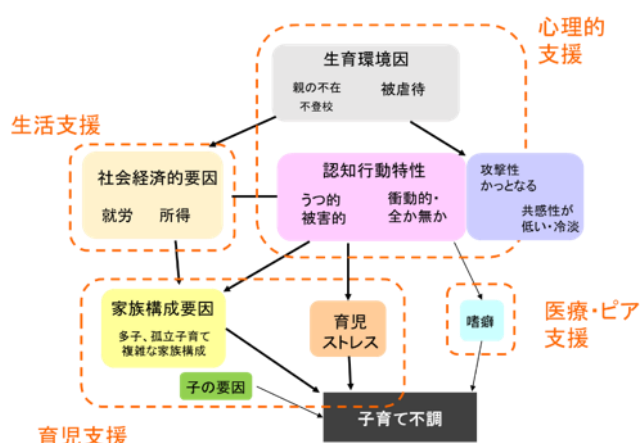 心理的
支援
生育環境因
親の不在
不登校
被虐待
生活支援
社会経済的要因
就労 所得
認知行動特性
うつ的
被害的
衝動的・
全か無か
攻撃性
かっとなる
共感性が
低い・冷淡
家族構成要因
多子、孤立子育て
複雑な家族構成
育児
ストレス
嗜癖
医療・ピア
支援
子の要因
子育て不調
育児支援